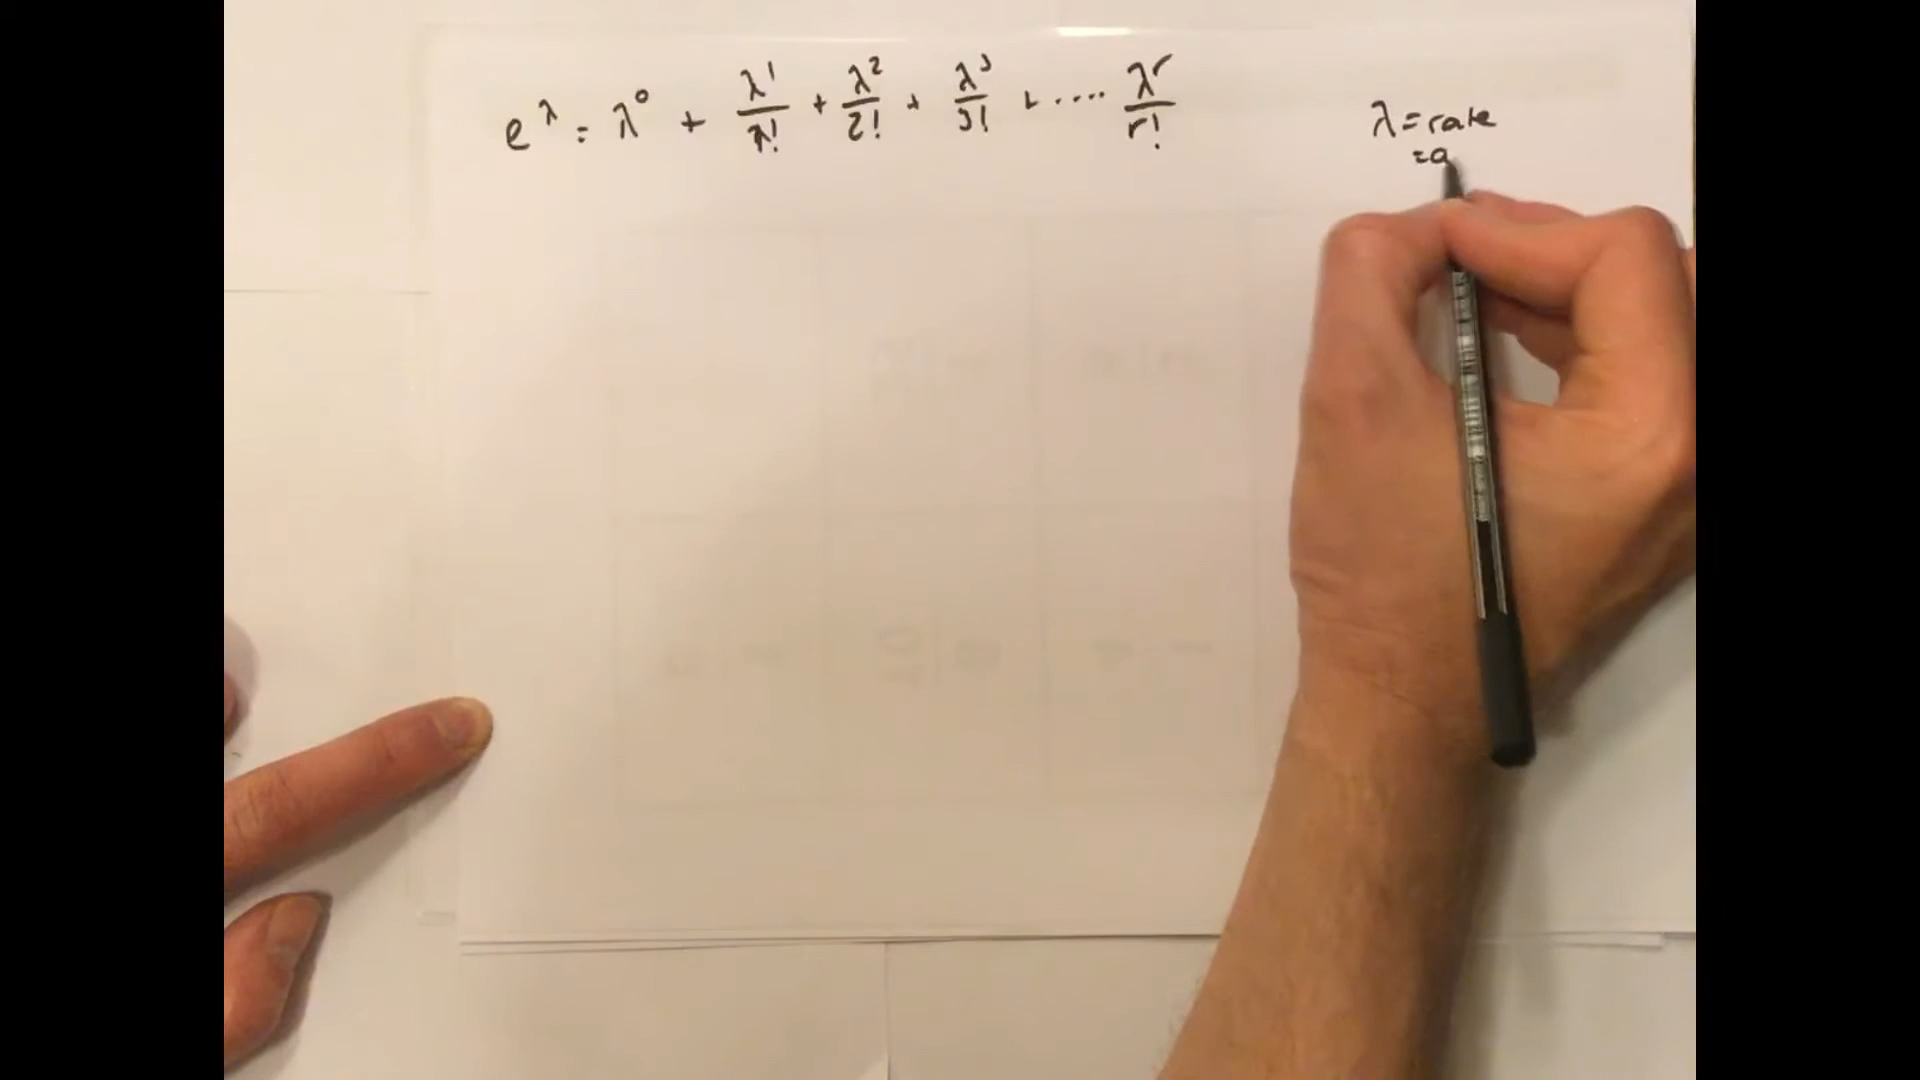 e^λ = λ^0 + λ^1/1! + λ^2/2! + λ^3/3! + .... λ^r/r!
λ = rate
= a